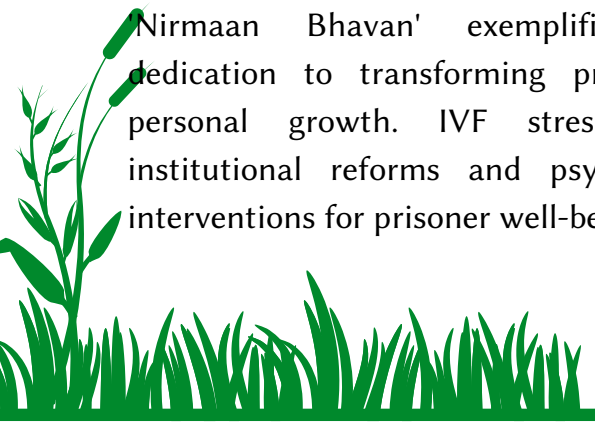 'Nirmaan Bhavan' exemplifi
dedication to transforming pr
personal growth. IVF stres
institutional reforms and psy
interventions for prisoner well-be